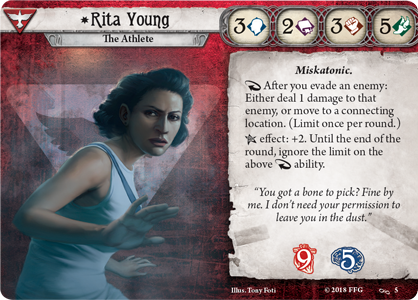 *Rita Young
The Athlete
3 2 3 5
Miskatonic.
After you evade an enemy:
Either deal 1 damage to that
enemy, or move to a connecting
location. (Limit once per round.)
effect: +2. Until the end of the
round, ignore the limit on the
above ability.
“You got a bone to pick? Fine by
me. I don't need your permission to
leave you in the dust.”
9 5
Illus. Tony Foti © 2018 FFG 5